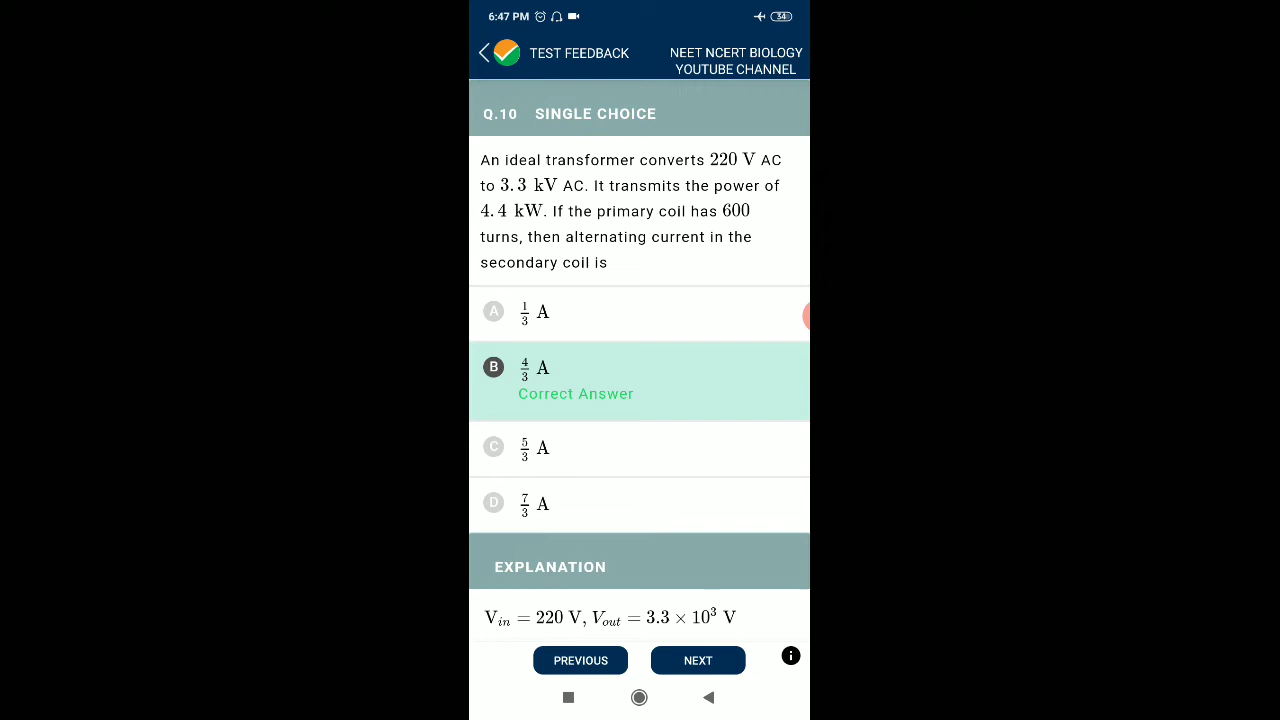 6:47 PM 34
TEST FEEDBACK
NEET NCERT BIOLOGY
YOUTUBE CHANNEL
Q.10 SINGLE CHOICE
An ideal transformer converts 220 V AC
to 3.3 kV AC. It transmits the power of
4.4 kW. If the primary coil has 600
turns, then alternating current in the
secondary coil is
A 1/3 A
B 4/3 A
Correct Answer
C 5/3 A
D 7/3 A
EXPLANATION
V_in = 220 V, V_out = 3.3 × 10³ V
PREVIOUS NEXT